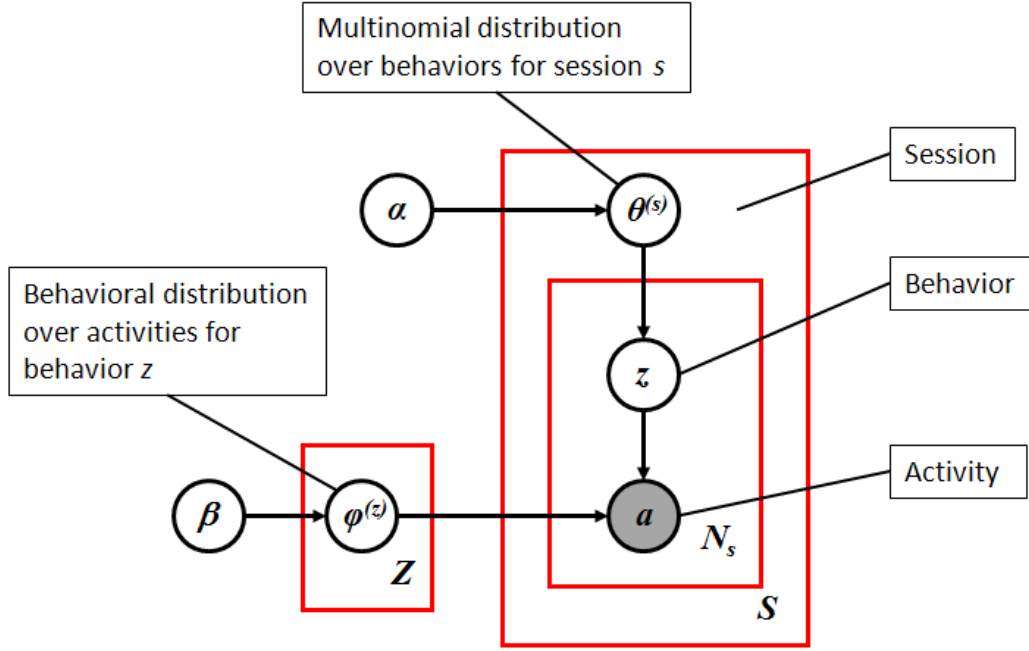 Multinomial distribution
over behaviors for session s
Session
α
θ(s)
Behavior
Behavioral distribution
over activities for
behavior z
z
Activity
β
φ(z)
a
Ns
Z
S